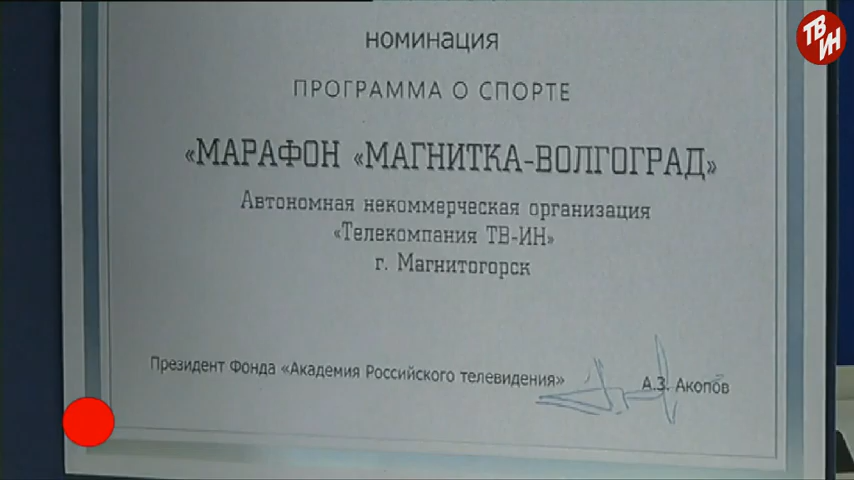 ТВ
ИН
номинация
ПРОГРАММА О СПОРТЕ
«МАРАФОН «МАГНИТКА-ВОЛГОГРАД»
Автономная некоммерческая организация
«Телекомпания ТВ-ИН»
г. Магнитогорск
Президент Фонда «Академия Российского телевидения»
А.З. Акопов